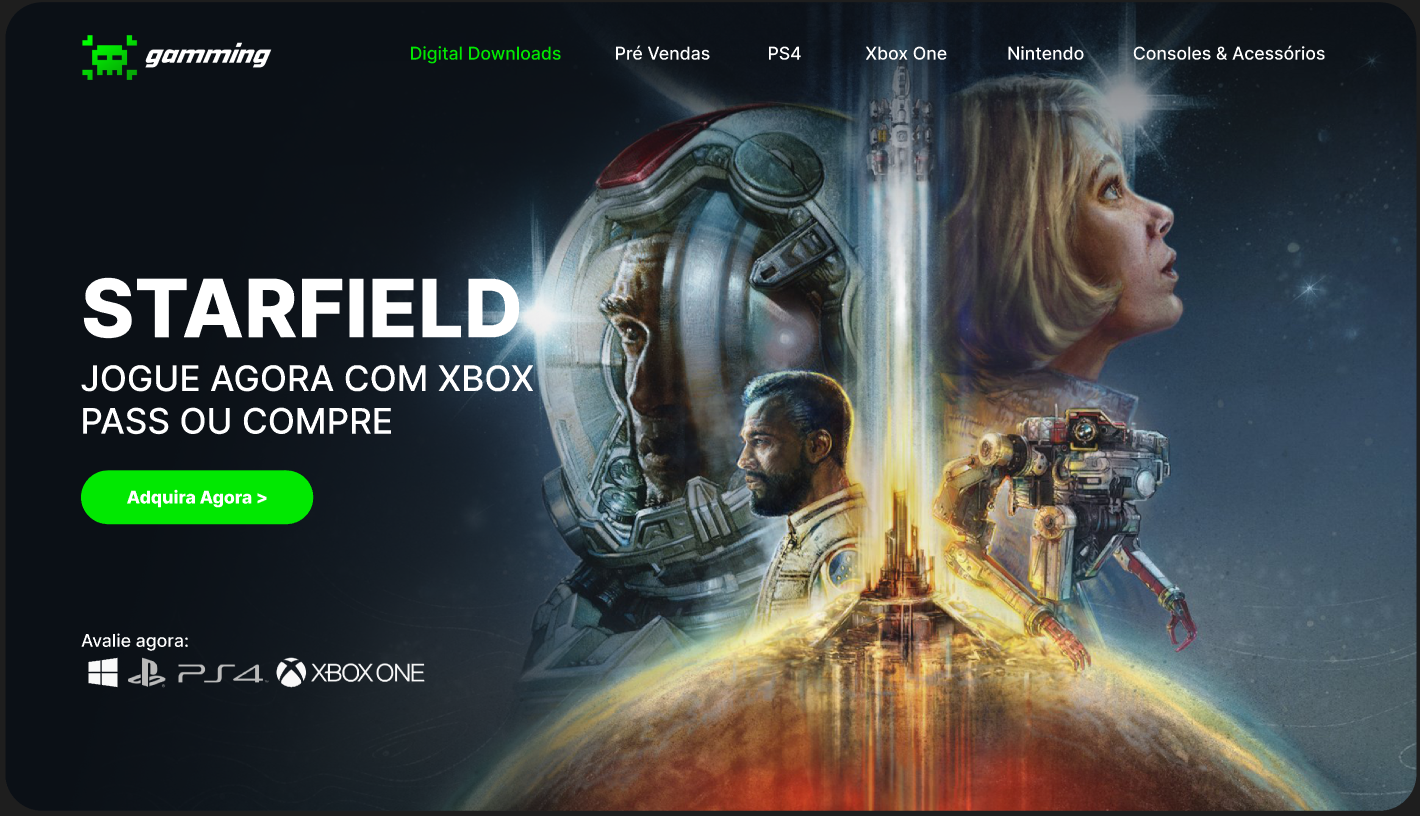 gamming
Digital Downloads
Pré Vendas
PS4
Xbox One
Nintendo
Consoles & Acessórios
STARFIELD
JOGUE AGORA COM XBOX
PASS OU COMPRE
Adquira Agora >
Avalie agora:
PS4
XBOX ONE